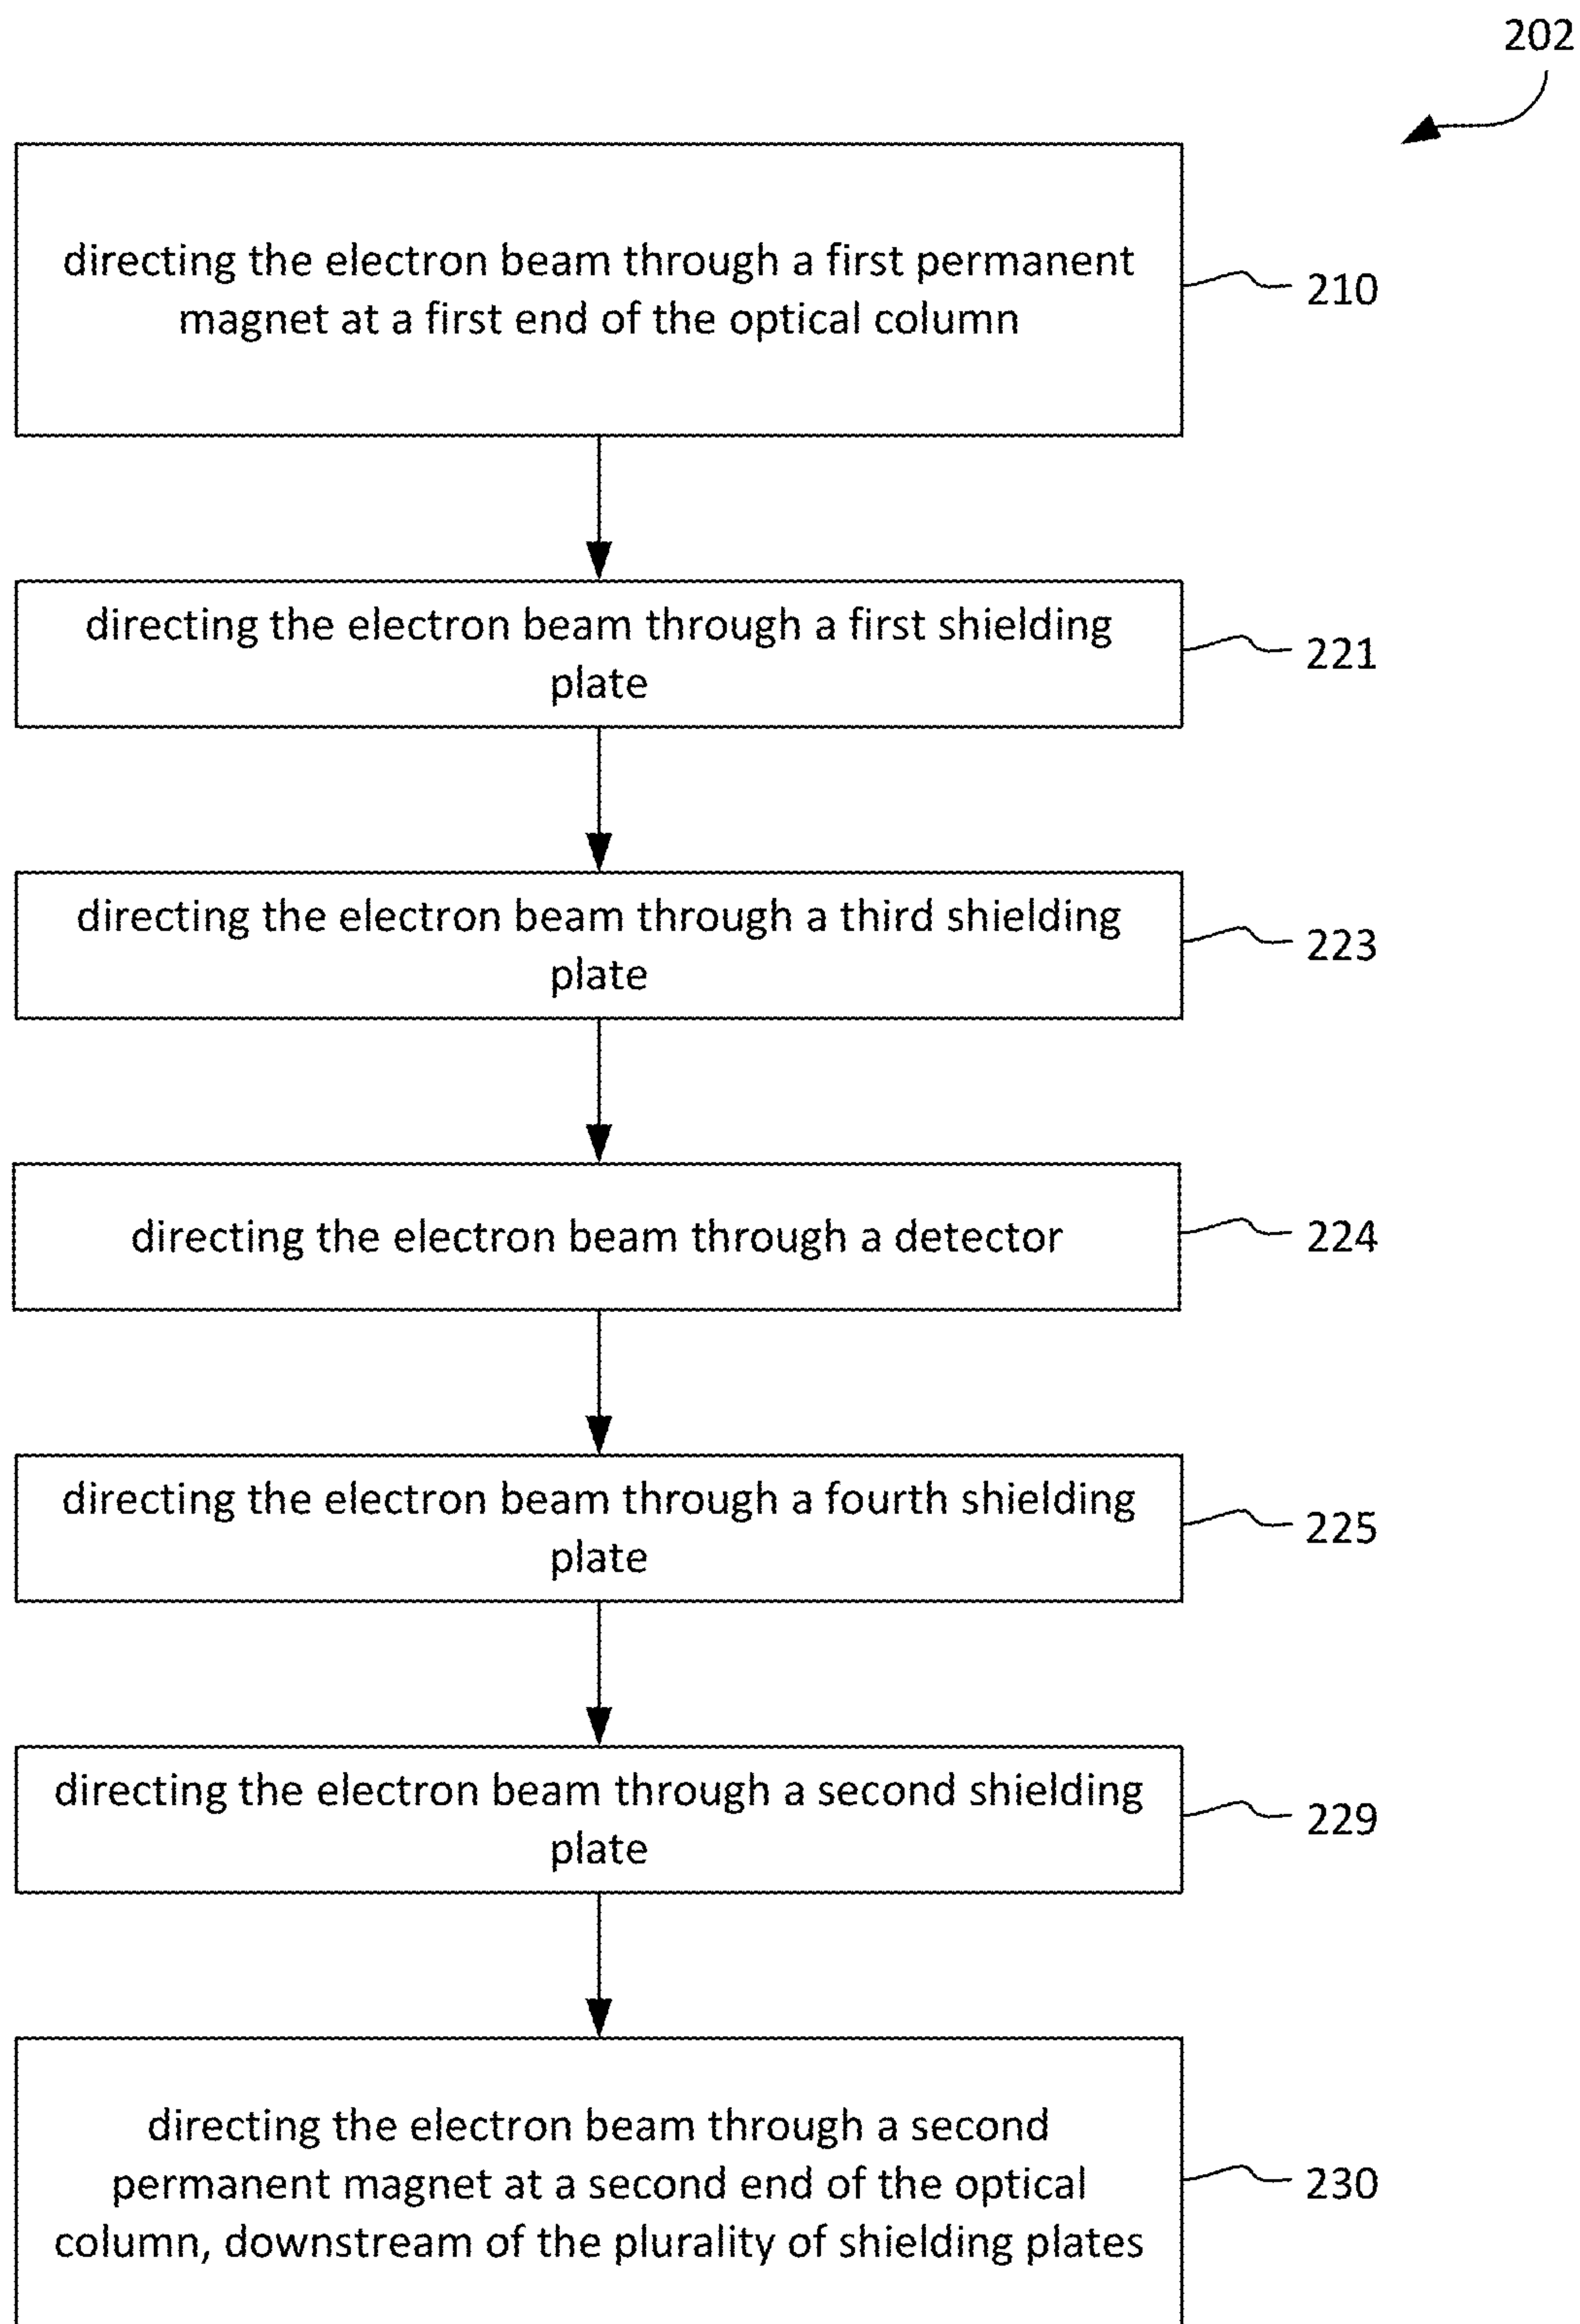 202
directing the electron beam through a first permanent
magnet at a first end of the optical column
210
directing the electron beam through a first shielding
plate
221
directing the electron beam through a third shielding
plate
223
directing the electron beam through a detector
224
directing the electron beam through a fourth shielding
plate
225
directing the electron beam through a second shielding
plate
229
directing the electron beam through a second
permanent magnet at a second end of the optical
column, downstream of the plurality of shielding plates
230